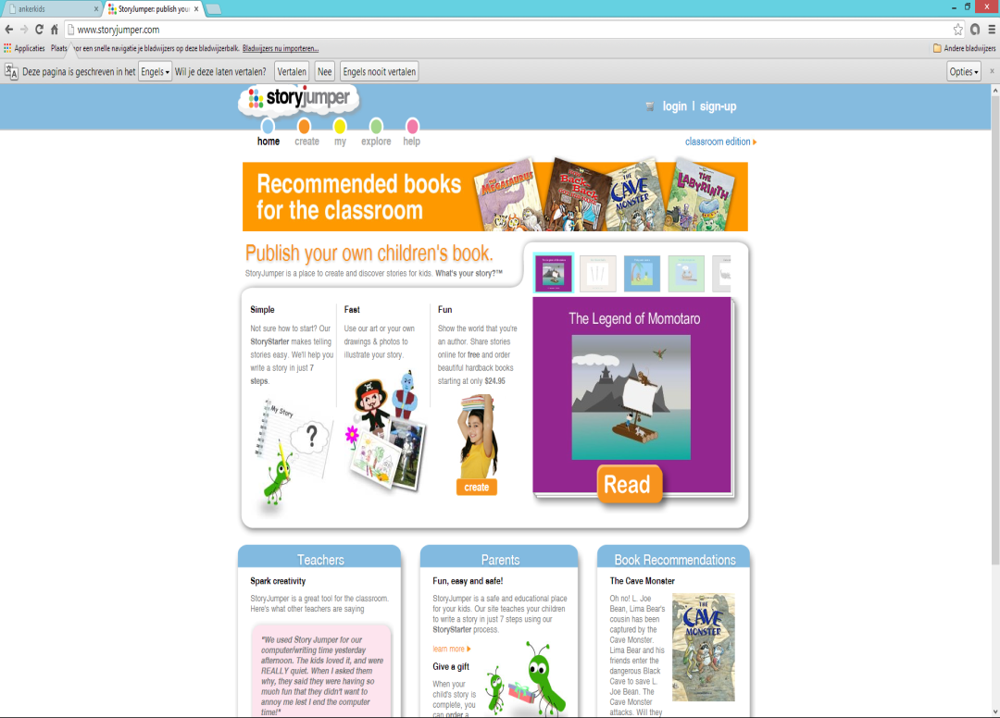 ankerkids
StoryJumper: publish you
www.storyjumper.com
Applicaties Plaats oor een snelle navigatie je bladwijzers op deze bladwijzerbalk. Bladwijzers nu importeren... Andere bladwijzers
Deze pagina is geschreven in het Engels Wil je deze laten vertalen? Vertalen Nee Engels nooit vertalen Opties
storyjumper
login | sign-up
home create my explore help
classroom edition
Recommended books
for the classroom
THE MEGASAURUS
BACK
BACK
THE CAVE MONSTER
THE LABYRINTH
Publish your own children's book.
StoryJumper is a place to create and discover stories for kids. What's your story?™
Simple
Not sure how to start? Our
StoryStarter makes telling
stories easy. We'll help you
write a story in just 7
steps.
My Story
?
Fast
Use our art or your own
drawings & photos to
illustrate your story.
Fun
Show the world that you're
an author. Share stories
online for free and order
beautiful hardback books
starting at only $24.95
create
The Legend of Momotaro
Read
Teachers
Spark creativity
StoryJumper is a great tool for the classroom.
Here's what other teachers are saying
"We used Story Jumper for our
computer/writing time yesterday
afternoon. The kids loved it, and were
REALLY quiet. When I asked them
why, they said they were having so
much fun that they didn't want to
annoy me lest I end the computer
time!"
Parents
Fun, easy and safe!
StoryJumper is a safe and educational place
for your kids. Our site teaches your children
to write a story in just 7 steps using our
StoryStarter process.
learn more
Give a gift
When your
child's story is
complete, you
can order a
Book Recommendations
The Cave Monster
Oh no! L. Joe
Bean, Lima Bear's
cousin has been
captured by the
Cave Monster.
Lima Bear and his
friends enter the
dangerous Black
Cave to save L.
Joe Bean. The
Cave Monster
attacks. Will they
THE CAVE MONSTER